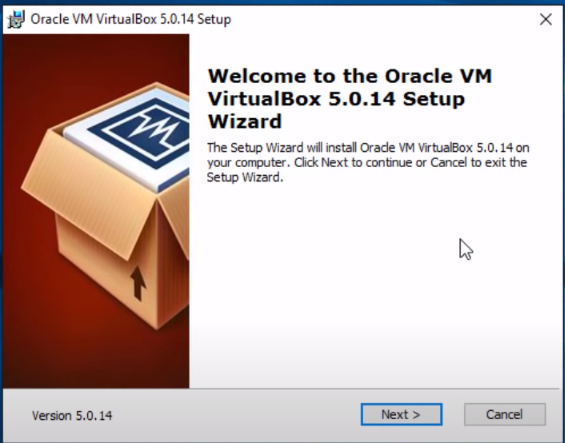 Oracle VM VirtualBox 5.0.14 Setup
Welcome to the Oracle VM
VirtualBox 5.0.14 Setup
Wizard
The Setup Wizard will install Oracle VM VirtualBox 5.0.14 on
your computer. Click Next to continue or Cancel to exit the
Setup Wizard.
Version 5.0.14
Next >
Cancel